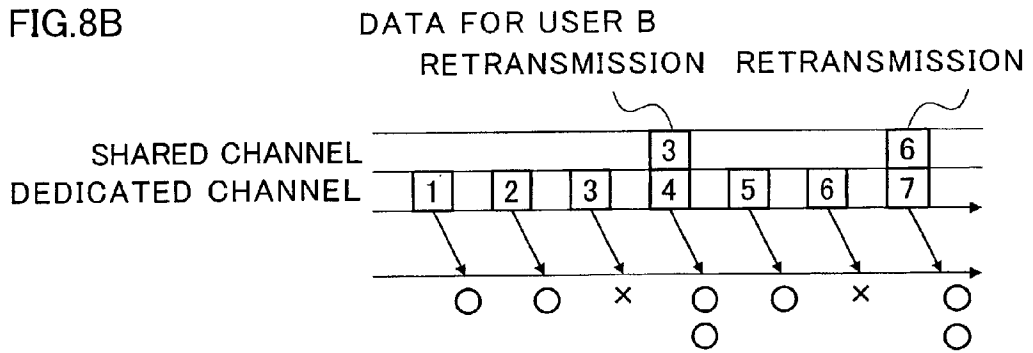 FIG.8B DATA FOR USER B
RETRANSMISSION RETRANSMISSION
SHARED CHANNEL 3 6
DEDICATED CHANNEL 1 2 3 4 5 6 7
○ ○ × ○ ○ × ○
○ ○